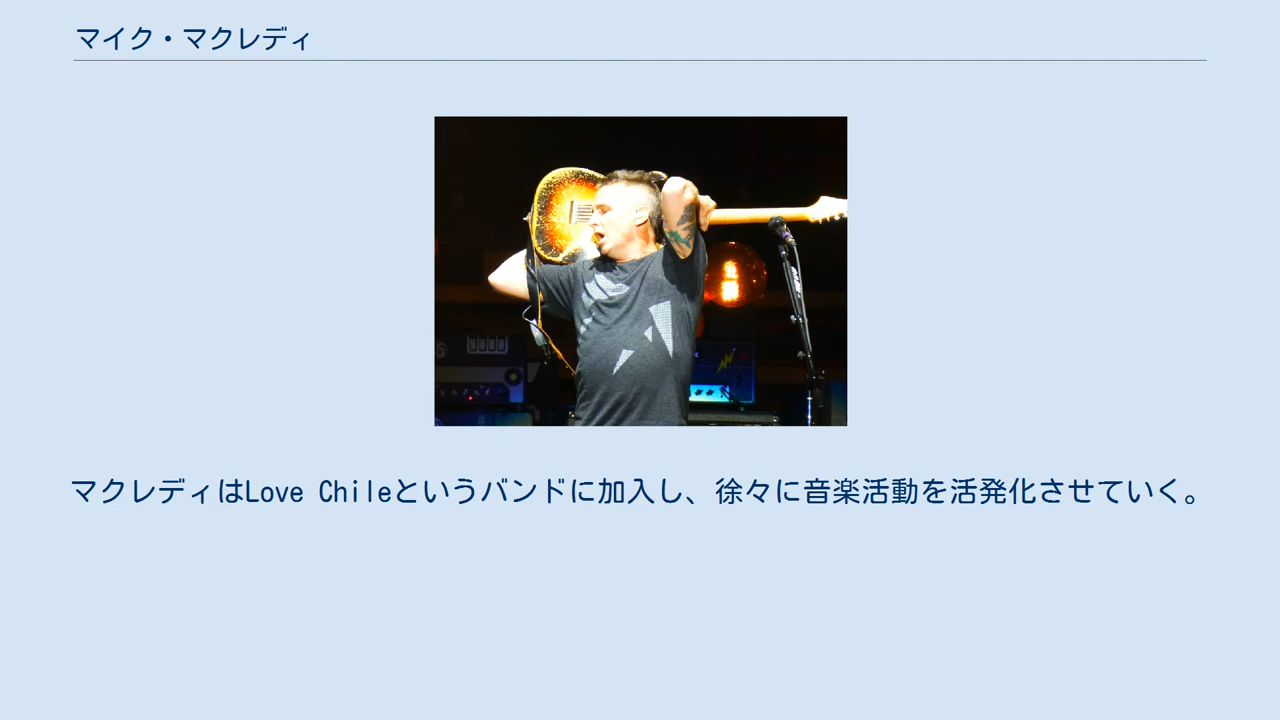 マイク・マクレディ
マクレディはLove Chileというバンドに加入し、徐々に音楽活動を活発化させていく。